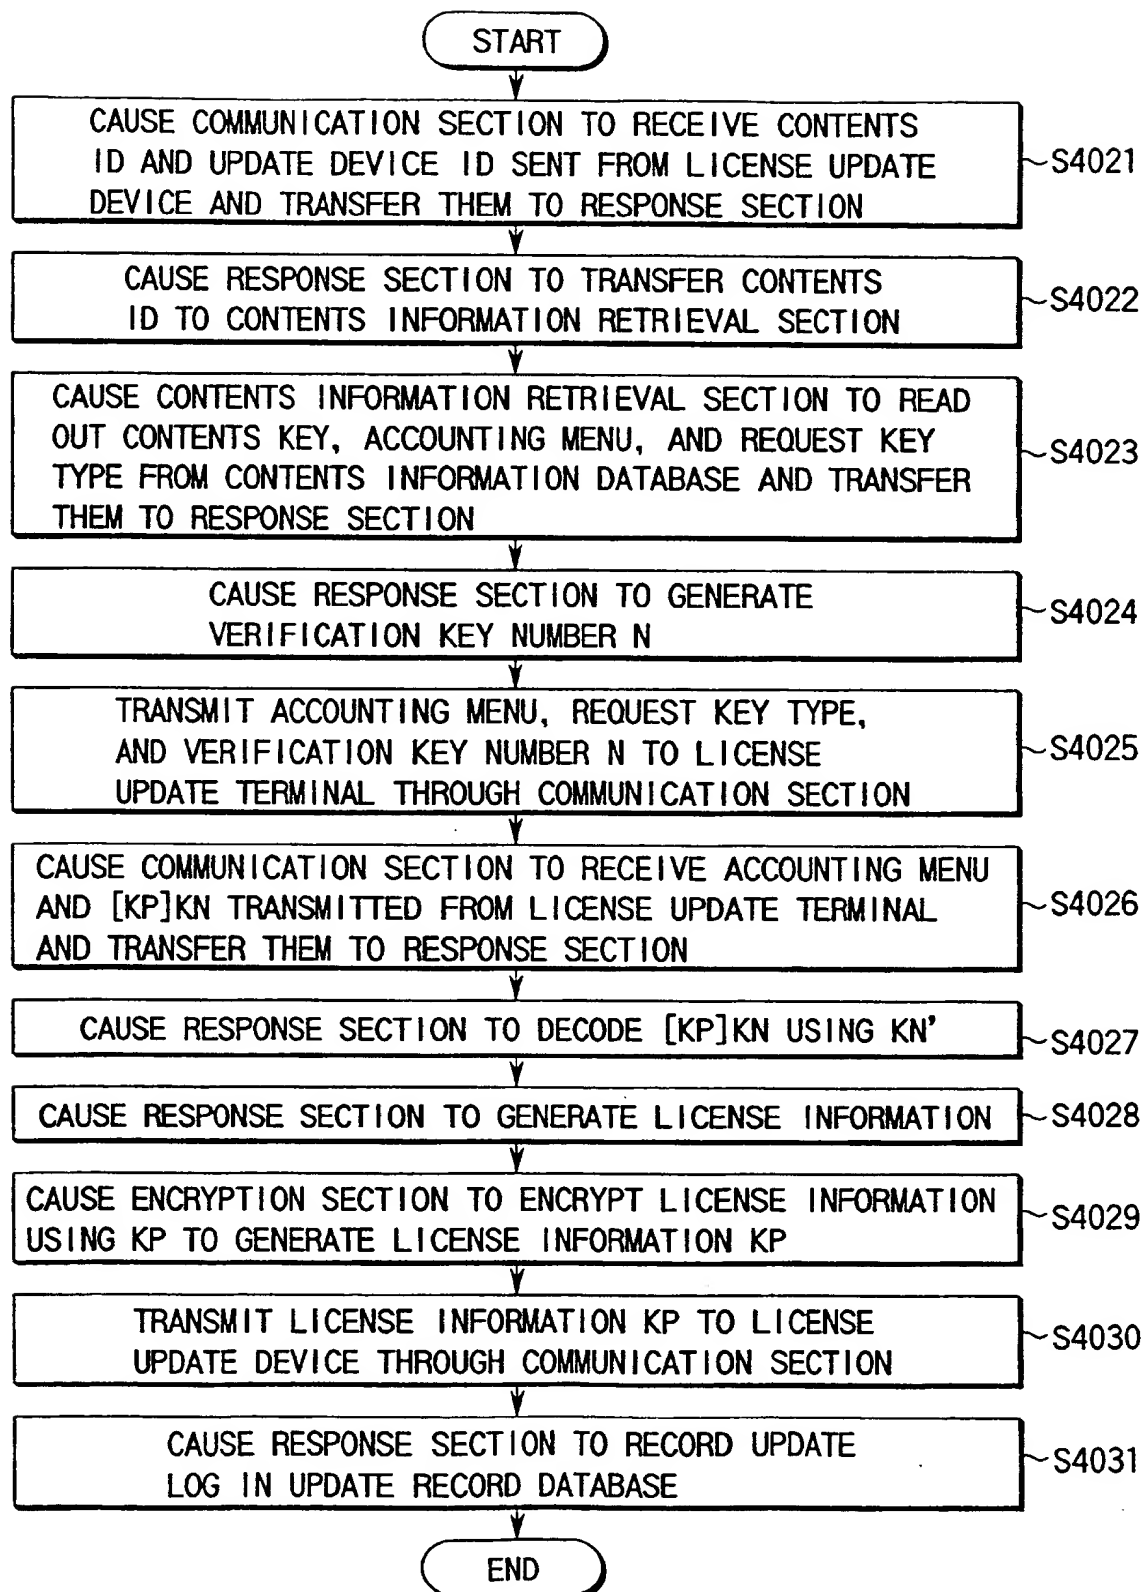 START
CAUSE COMMUNICATION SECTION TO RECEIVE CONTENTS
ID AND UPDATE DEVICE ID SENT FROM LICENSE UPDATE
DEVICE AND TRANSFER THEM TO RESPONSE SECTION
S4021
CAUSE RESPONSE SECTION TO TRANSFER CONTENTS
ID TO CONTENTS INFORMATION RETRIEVAL SECTION
S4022
CAUSE CONTENTS INFORMATION RETRIEVAL SECTION TO READ
OUT CONTENTS KEY, ACCOUNTING MENU, AND REQUEST KEY
TYPE FROM CONTENTS INFORMATION DATABASE AND TRANSFER
THEM TO RESPONSE SECTION
S4023
CAUSE RESPONSE SECTION TO GENERATE
VERIFICATION KEY NUMBER N
S4024
TRANSMIT ACCOUNTING MENU, REQUEST KEY TYPE,
AND VERIFICATION KEY NUMBER N TO LICENSE
UPDATE TERMINAL THROUGH COMMUNICATION SECTION
S4025
CAUSE COMMUNICATION SECTION TO RECEIVE ACCOUNTING MENU
AND [KP]KN TRANSMITTED FROM LICENSE UPDATE TERMINAL
AND TRANSFER THEM TO RESPONSE SECTION
S4026
CAUSE RESPONSE SECTION TO DECODE [KP]KN USING KN'
S4027
CAUSE RESPONSE SECTION TO GENERATE LICENSE INFORMATION
S4028
CAUSE ENCRYPTION SECTION TO ENCRYPT LICENSE INFORMATION
USING KP TO GENERATE LICENSE INFORMATION KP
S4029
TRANSMIT LICENSE INFORMATION KP TO LICENSE
UPDATE DEVICE THROUGH COMMUNICATION SECTION
S4030
CAUSE RESPONSE SECTION TO RECORD UPDATE
LOG IN UPDATE RECORD DATABASE
S4031
END